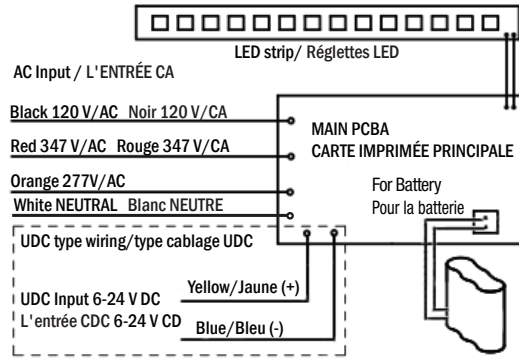 LED strip/ Réglettes LED
AC Input / L'ENTRÉE CA
Black 120 V/AC Noir 120 V/CA
Red 347 V/AC Rouge 347 V/CA
Orange 277V/AC
White NEUTRAL Blanc NEUTRE
MAIN PCBA
CARTE IMPRIMÉE PRINCIPALE
For Battery
Pour la batterie
UDC type wiring/type cablage UDC
UDC Input 6-24 V DC
L'entrée CDC 6-24 V CD
Yellow/Jaune (+)
Blue/Bleu (-)